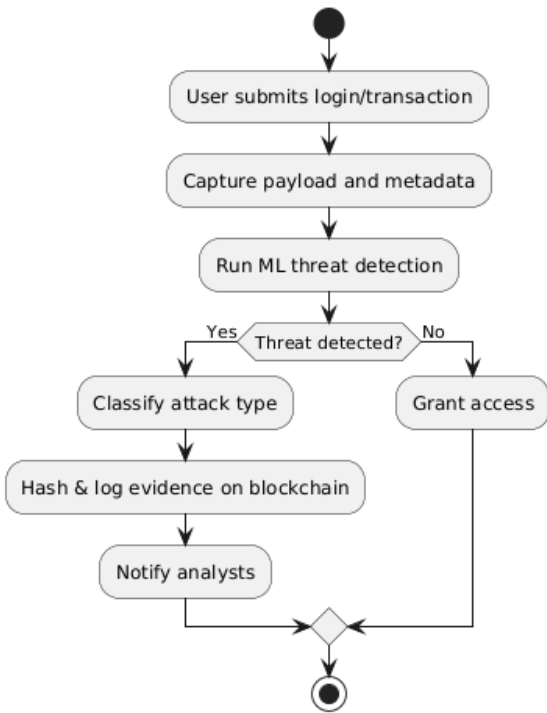 User submits login/transaction
Capture payload and metadata
Run ML threat detection
Yes
Threat detected?
No
Classify attack type
Grant access
Hash & log evidence on blockchain
Notify analysts